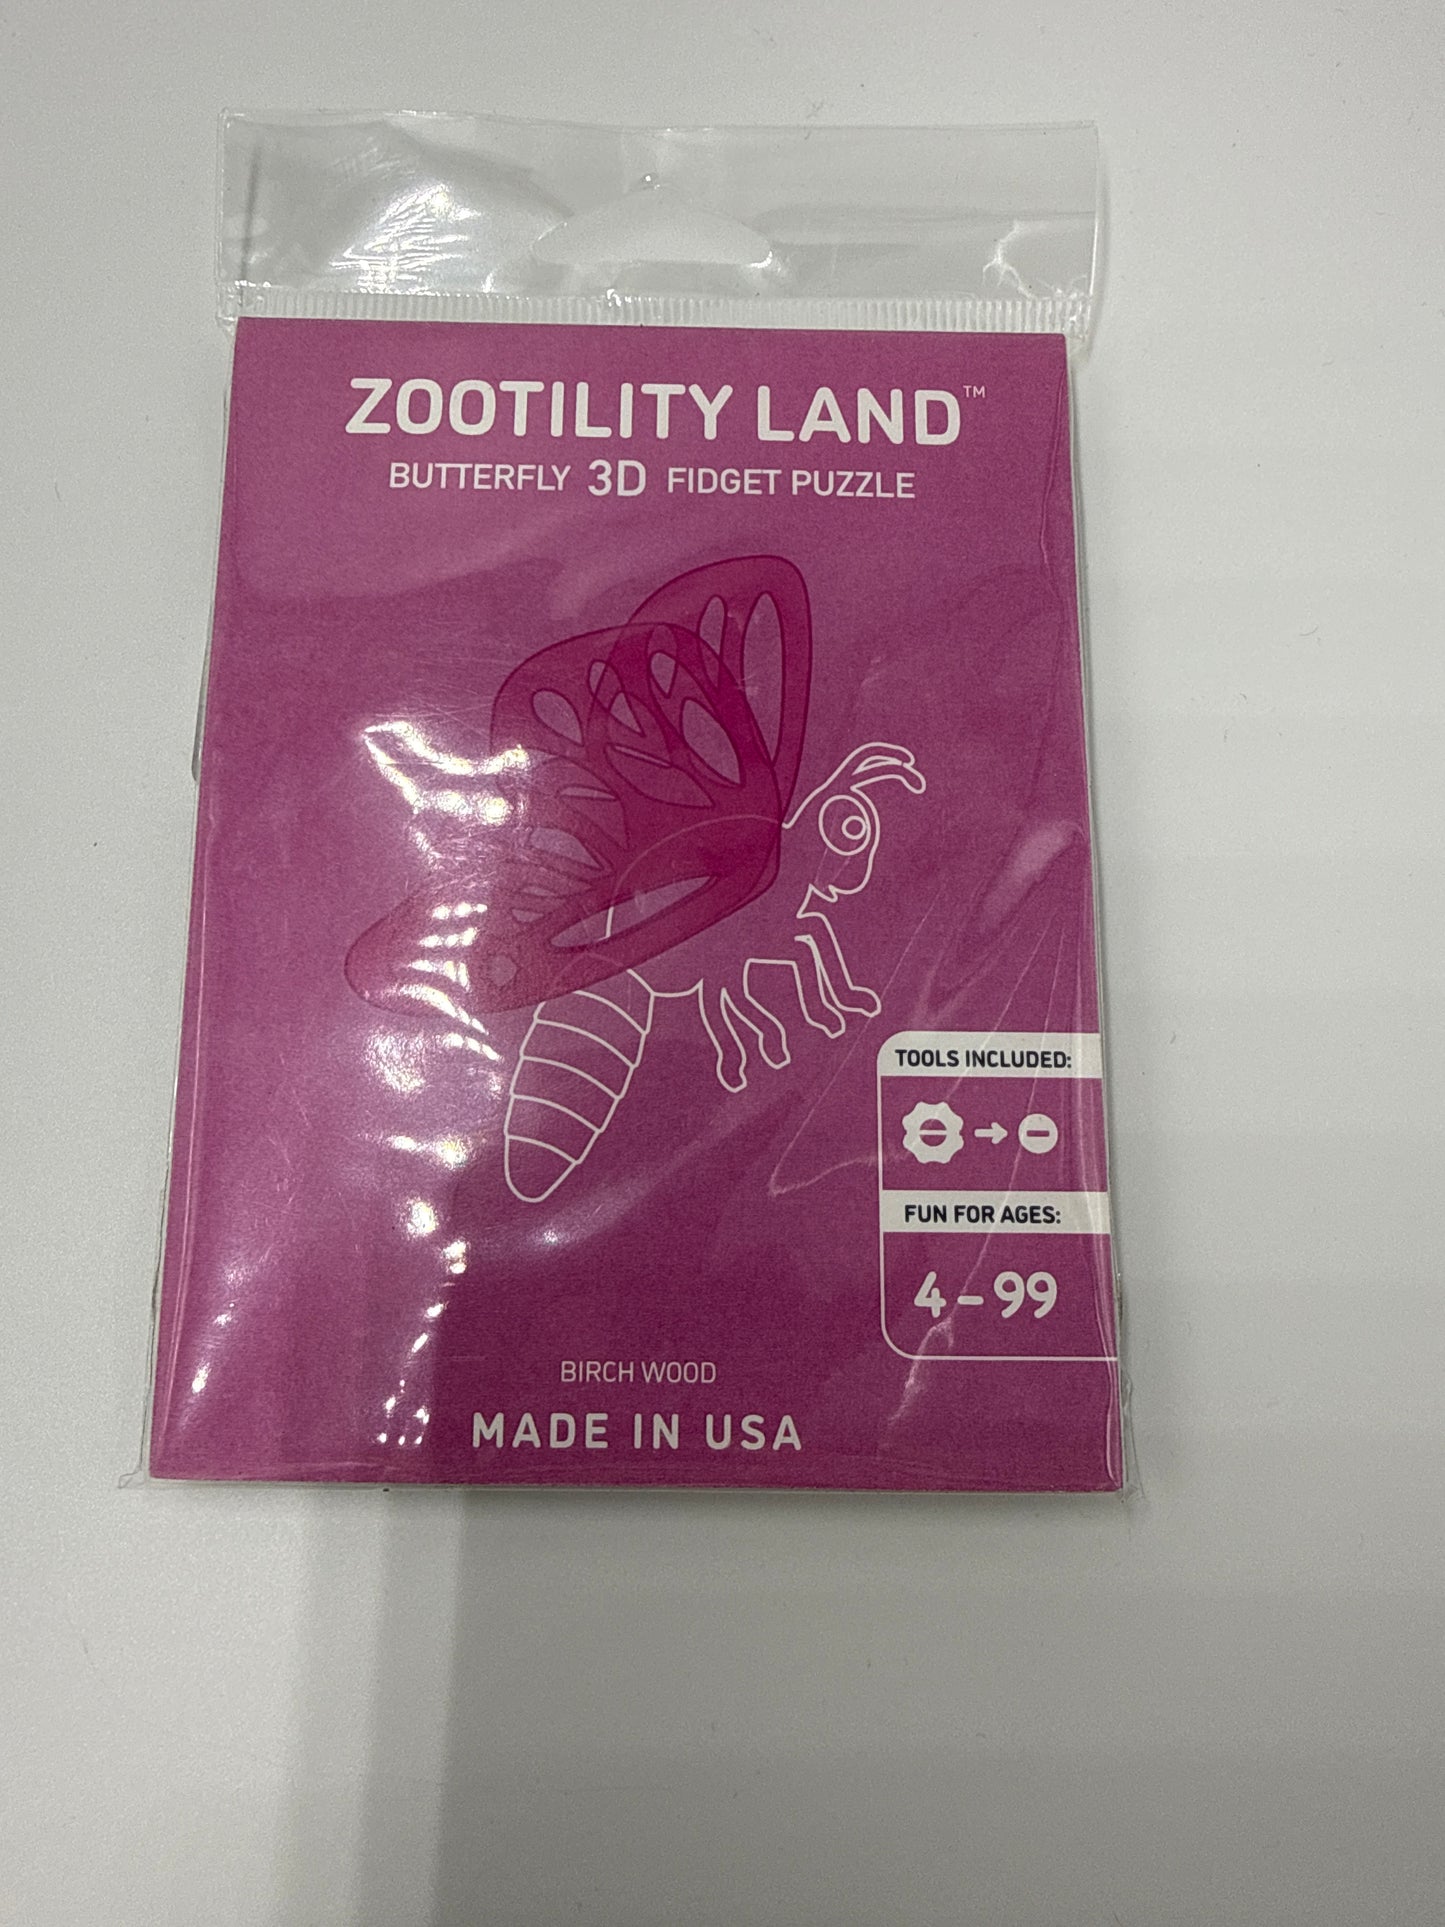 ZOOTILITY LAND™
BUTTERFLY 3D FIDGET PUZZLE
TOOLS INCLUDED:
FUN FOR AGES:
4 – 99
BIRCH WOOD
MADE IN USA